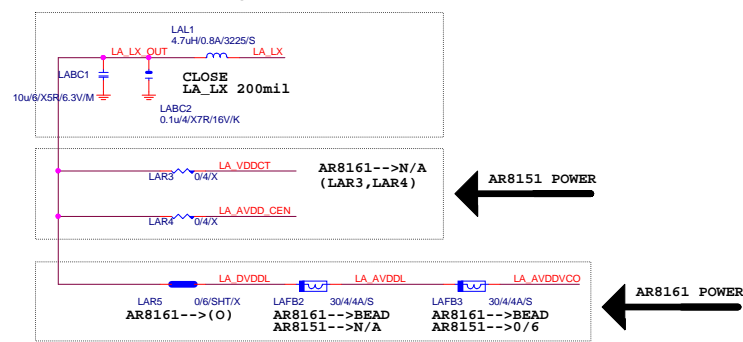 LAL1
4.7uH/0.8A/3225/S
LA_LX_OUT
LA_LX
LABC1
CLOSE
LA_LX 200mil
10u/6/X5R/6.3V/M
LABC2
0.1u/4/X7R/16V/K
LA_VDDCT
AR8161-->N/A
(LAR3,LAR4)
LAR3 0/4/X
AR8151 POWER
LA_AVDD_CEN
LAR4 0/4/X
LA_DVDDL
LA_AVDDL
LA_AVDDVCO
AR8161 POWER
LAR5 0/6/SHT/X
AR8161-->(O)
LAFB2 30/4/4A/S
AR8161-->BEAD
AR8151-->N/A
LAFB3 30/4/4A/S
AR8161-->BEAD
AR8151-->0/6